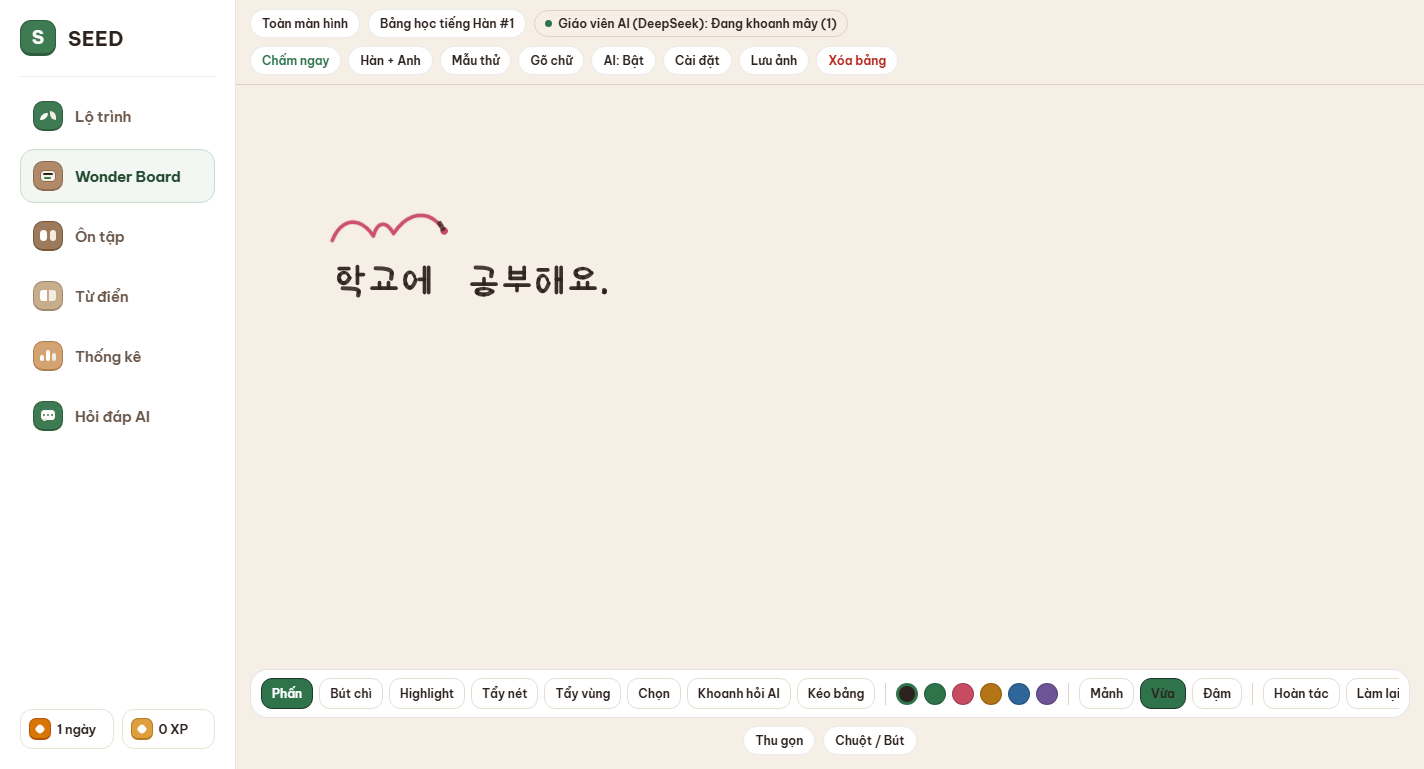 S SEED
Toàn màn hình Bảng học tiếng Hàn #1 Giáo viên AI (DeepSeek): Đang khoanh mây (1)
Chấm ngay Hàn + Anh Mẫu thử Gõ chữ AI: Bật Cài đặt Lưu ảnh Xóa bảng
Lộ trình
Wonder Board
Ôn tập
Từ điển
Thống kê
Hỏi đáp AI
학교에 공부해요.
Phấn Bút chì Highlight Tẩy nét Tẩy vùng Chọn Khoanh hỏi AI Kéo bảng Mảnh Vừa Đậm Hoàn tác Làm lại
1 ngày 0 XP
Thu gọn Chuột / Bút